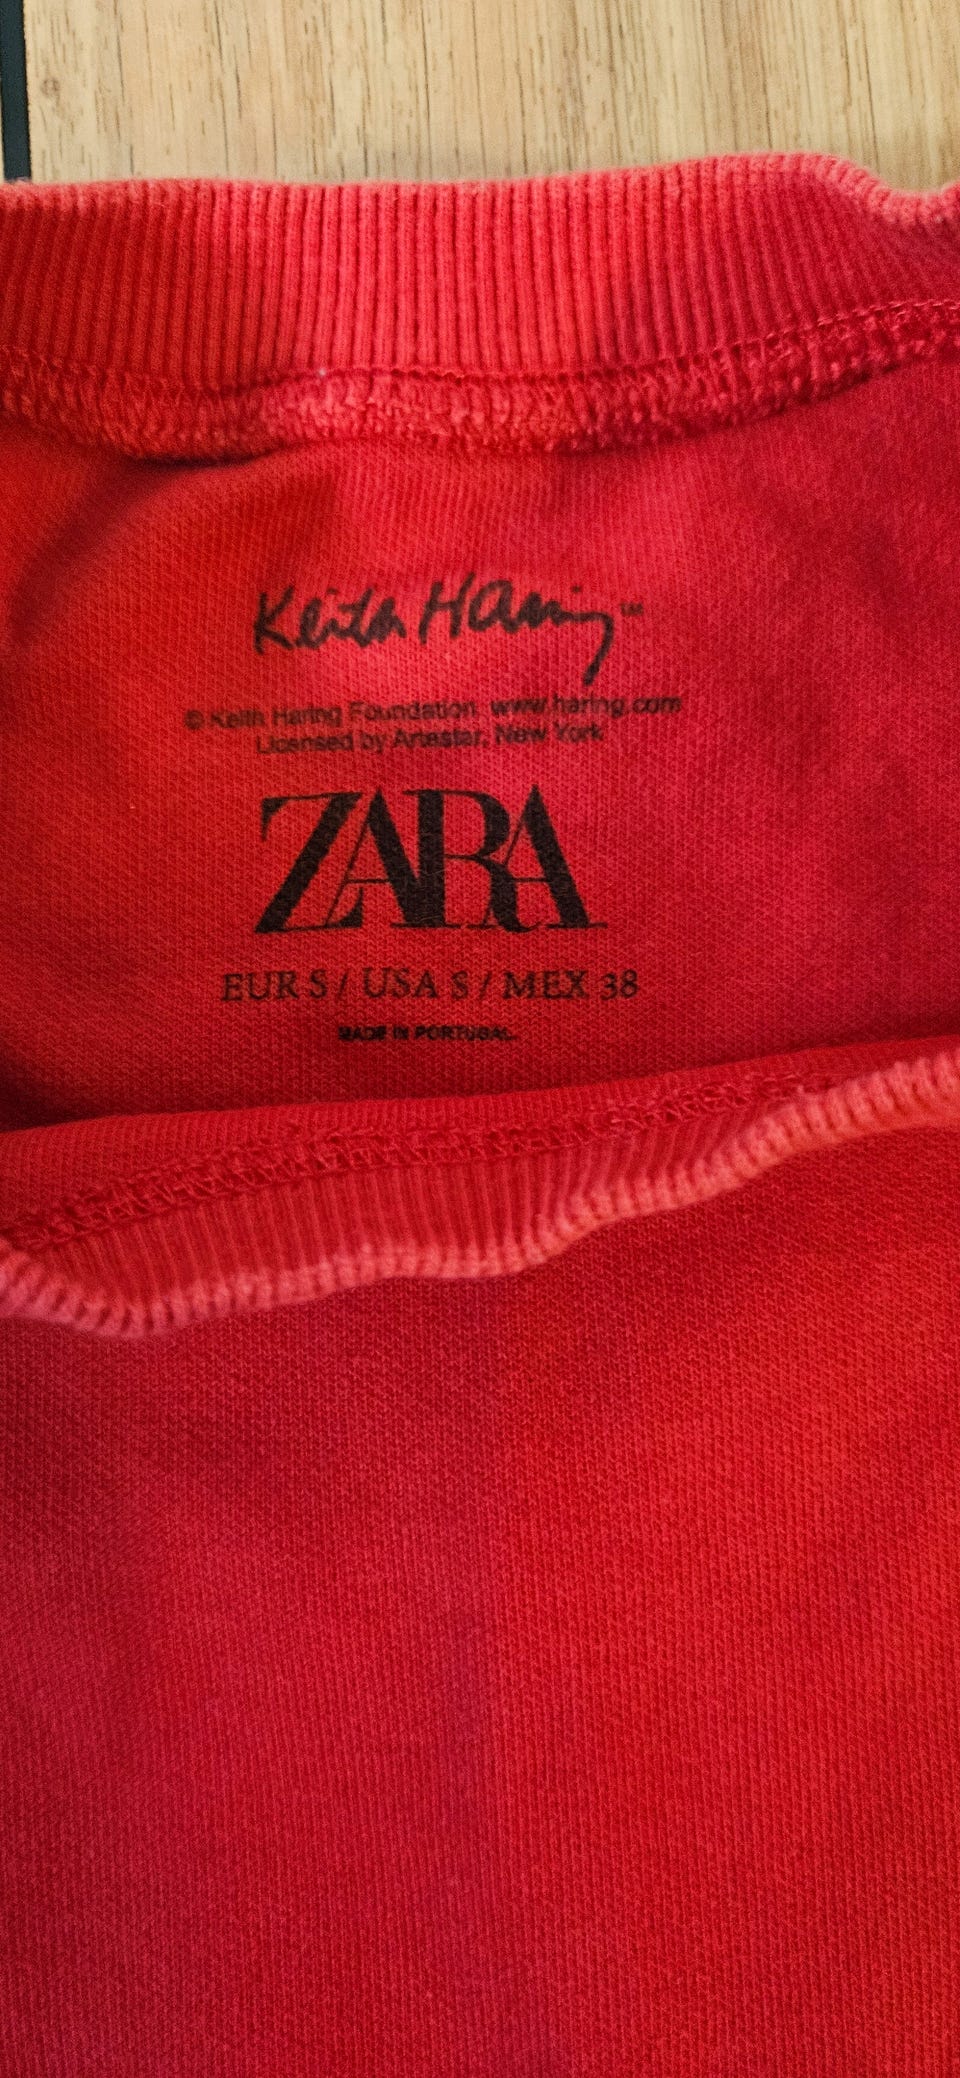 Keith Haring™
© Keith Haring Foundation. www.haring.com
Licensed by Artestar, New York
ZARA
EUR S / USA S / MEX 38
MADE IN PORTUGAL